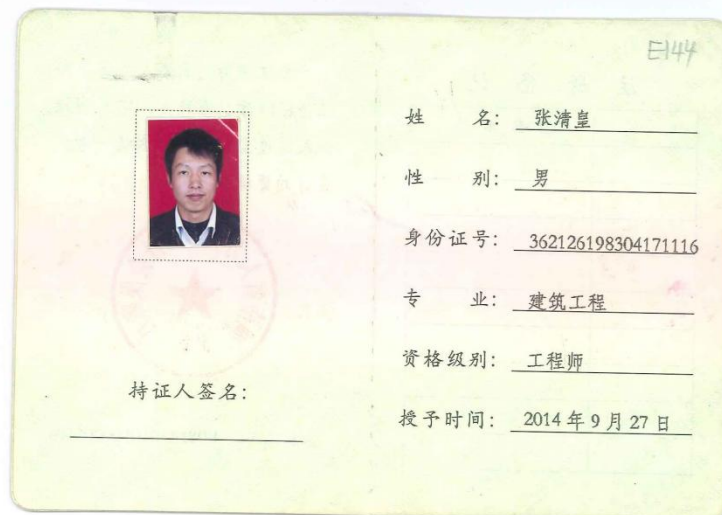 E144
姓 名: 张清皇
性 别: 男
身份证号: 362126198304171116
专 业: 建筑工程
资格级别: 工程师
持证人签名:
授予时间: 2014年9月27日